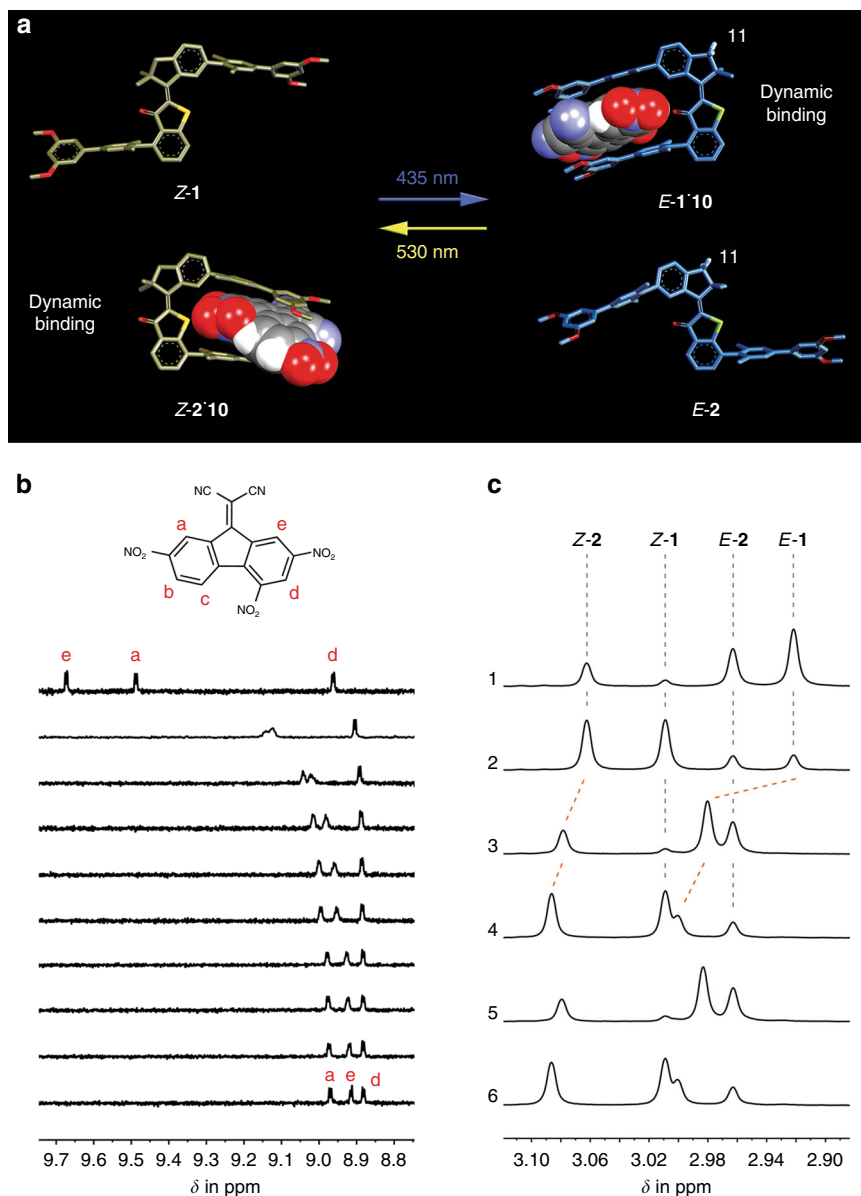 a
11
11
Dynamic
binding
Z-1
435 nm
E-1·10
530 nm
Dynamic
binding
Z-2·10
E-2
b
NC
CN
a
e
NO2
NO2
b
c
d
NO2
e
a
d
a
e
d
9.7 9.6 9.5 9.4 9.3 9.2 9.1 9.0 8.9 8.8
δ in ppm
c
Z-2 Z-1 E-2 E-1
1
2
3
4
5
6
3.10 3.06 3.02 2.98 2.94 2.90
δ in ppm